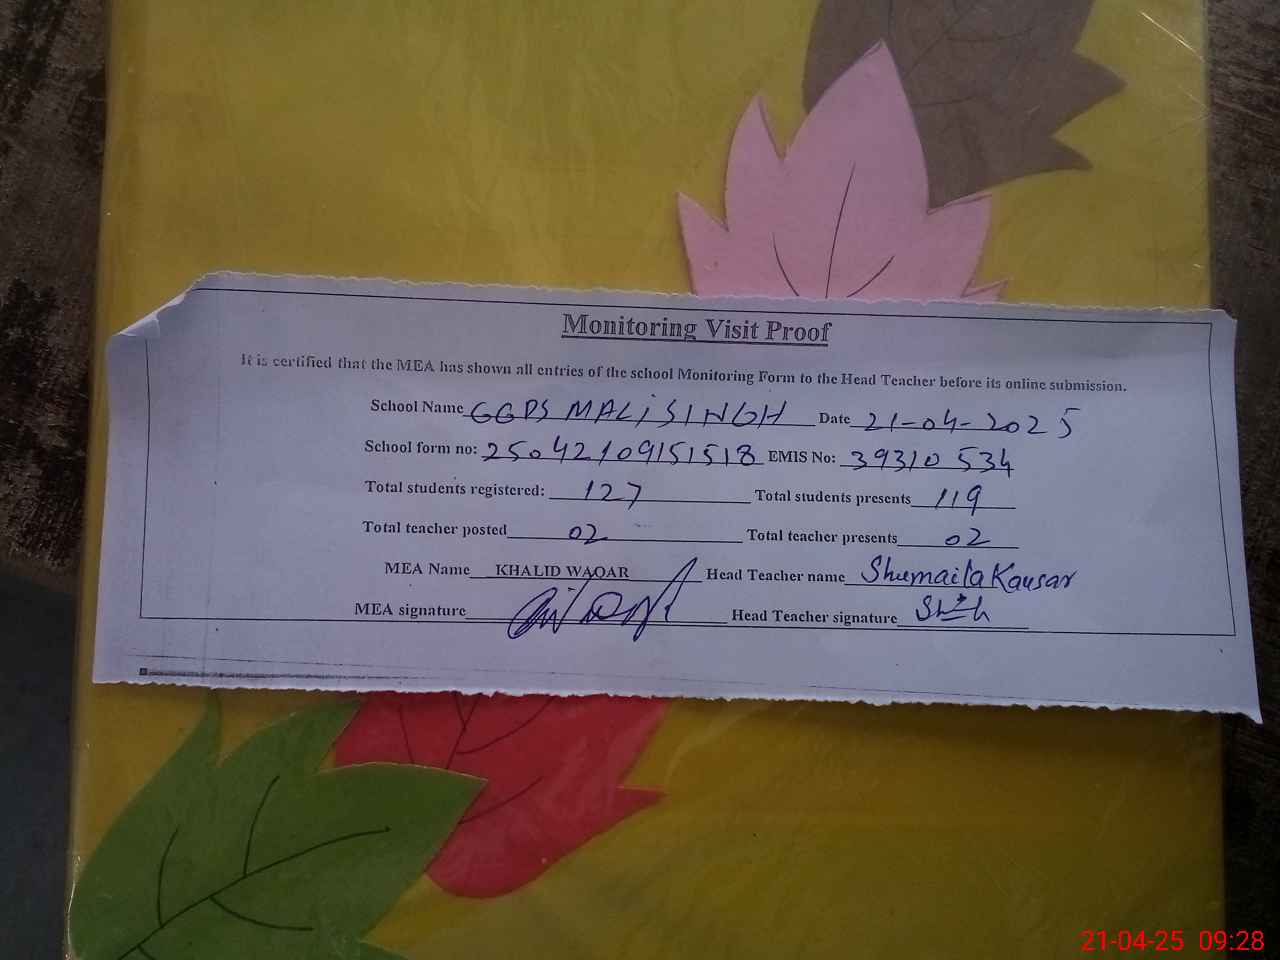 Monitoring Visit Proof
It is certified that the MEA has shown all entries of the school Monitoring Form to the Head Teacher before its online submission.
School Name GGPS MALiSINGH Date 21-04-2025
School form no: 25042109151518 EMIS No: 39310534
Total students registered: 127 Total students presents 119
Total teacher posted 02 Total teacher presents 02
MEA Name KHALID WAQAR Head Teacher name Shumaila Kausar
MEA signature Head Teacher signature
21-04-25 09:28